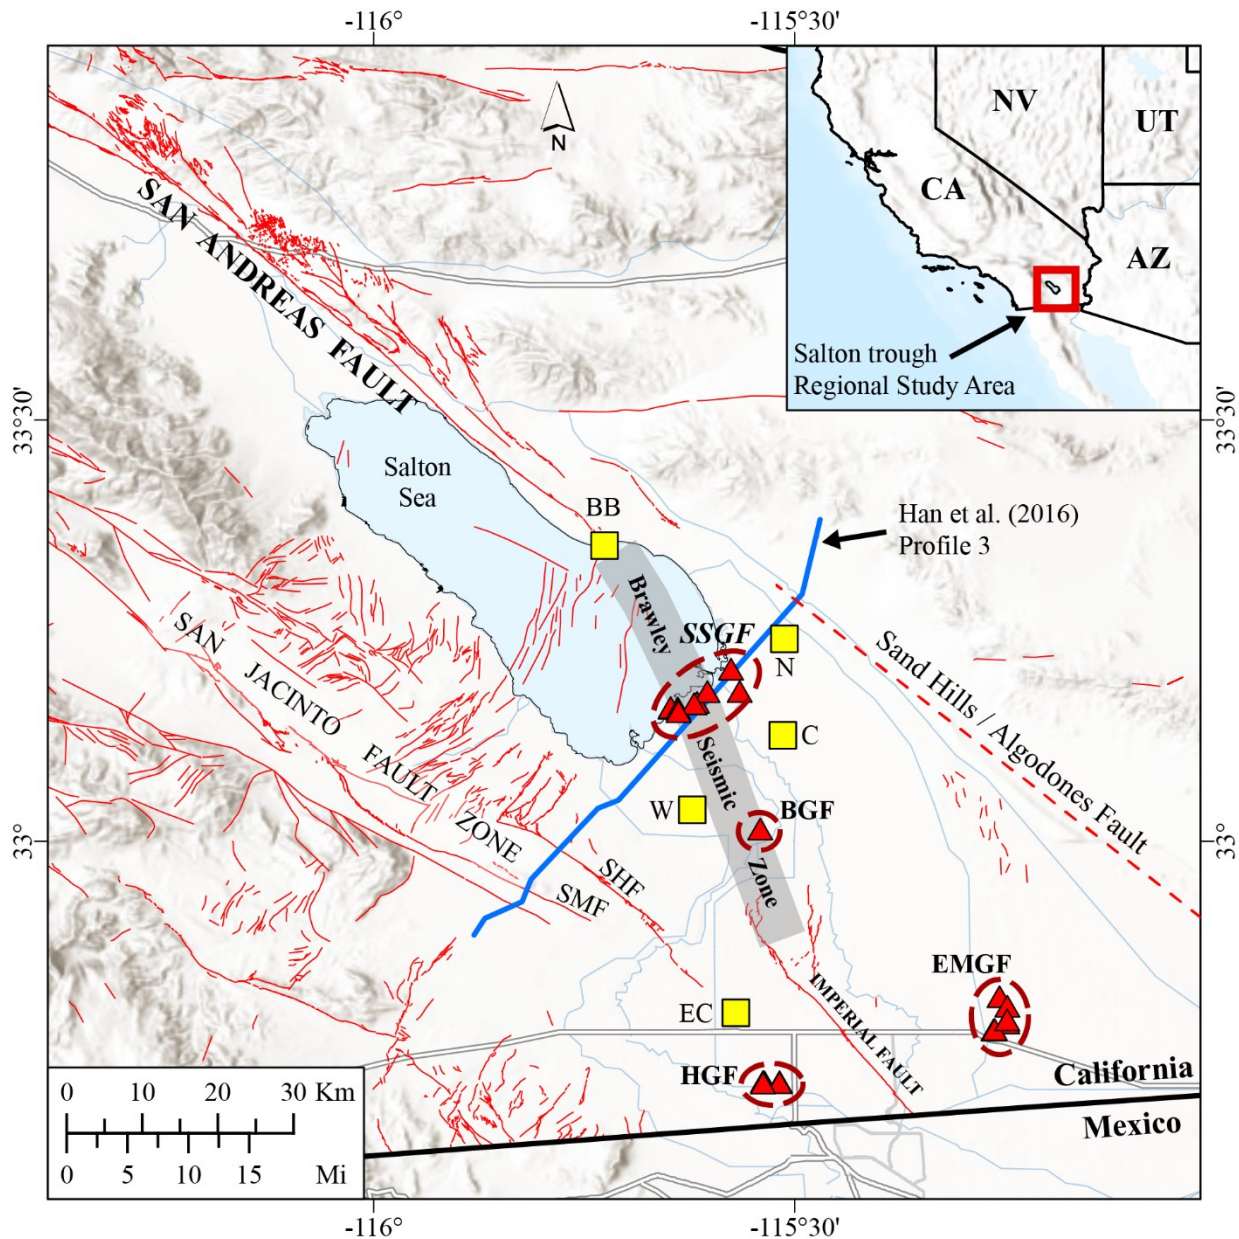 -116°
-115°30'
NV
UT
CA
AZ
Salton trough
Regional Study Area
N
SAN ANDREAS FAULT
33°30'
33°30'
Salton
Sea
BB
Han et al. (2016)
Profile 3
Brawley
Seismic
Zone
SSGF
N
C
W
BGF
Sand Hills / Algodones Fault
SAN
JACINTO
FAULT
ZONE
SHF
SMF
33°
33°
EMGF
EC
IMPERIAL FAULT
HGF
California
Mexico
0 10 20 30 Km
0 5 10 15 Mi
-116°
-115°30'